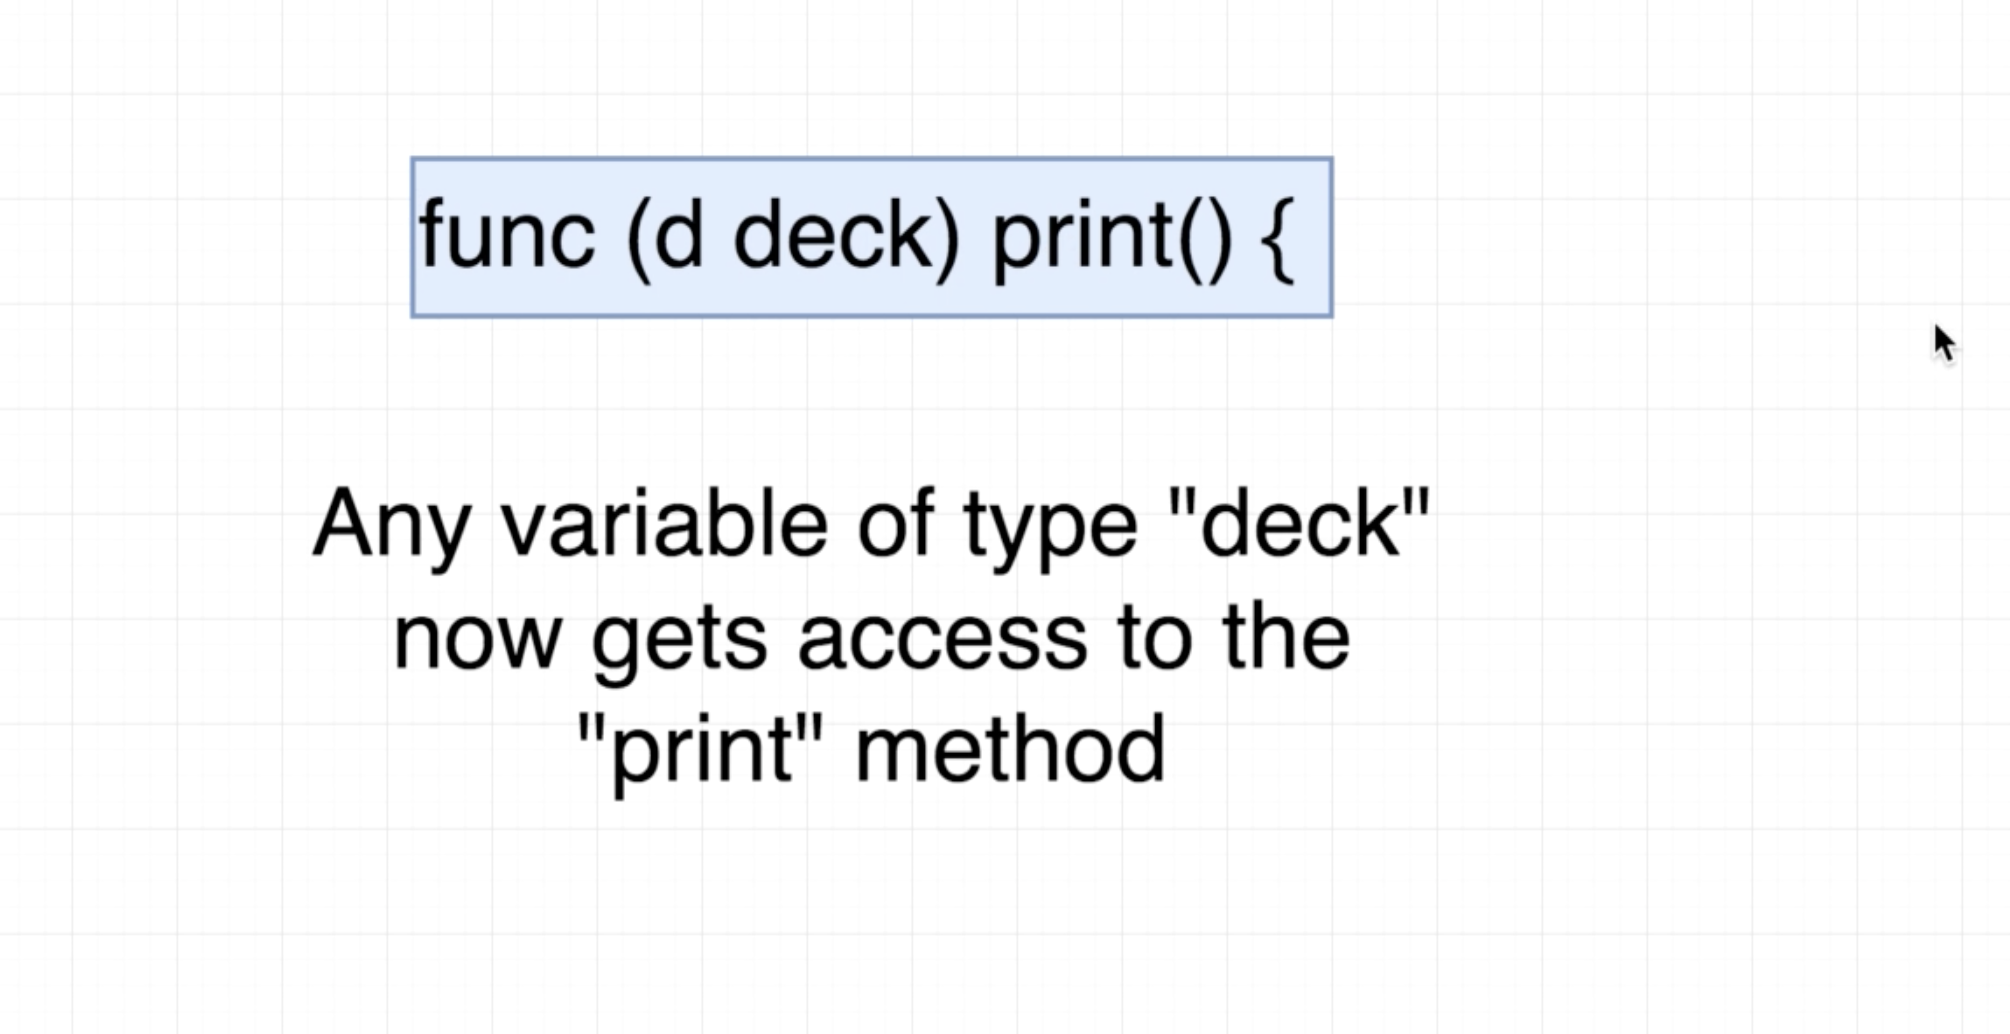 func (d deck) print() {
Any variable of type "deck"
now gets access to the
"print" method